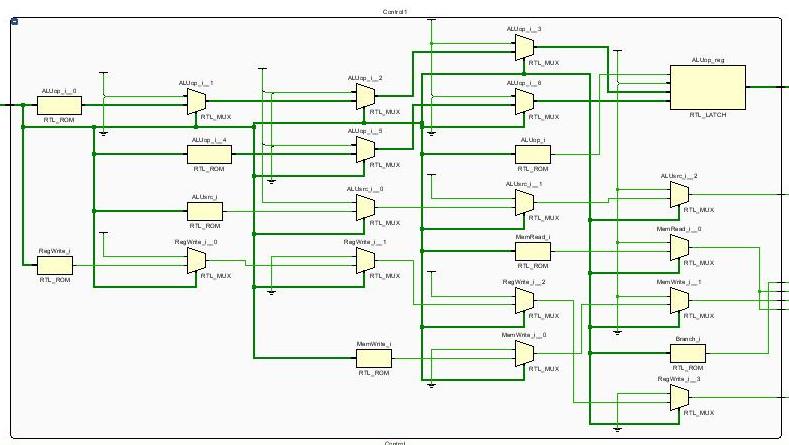 Control1
ALUop_i__3
RTL_MUX
ALUop_reg
RTL_LATCH
ALUop_i__0
RTL_ROM
ALUop_i__1
RTL_MUX
ALUop_i__2
RTL_MUX
ALUop_i__6
RTL_MUX
ALUop_i__4
RTL_ROM
ALUop_i__5
RTL_MUX
ALUop_i
RTL_ROM
ALUsrc_i
RTL_ROM
ALUsrc_i__0
RTL_MUX
ALUsrc_i__1
RTL_MUX
ALUsrc_i__2
RTL_MUX
RegWrite_i
RTL_ROM
RegWrite_i__0
RTL_MUX
RegWrite_i__1
RTL_MUX
MemRead_i
RTL_ROM
MemRead_i__0
RTL_MUX
RegWrite_i__2
RTL_MUX
MemWrite_i__1
RTL_MUX
MemWrite_i
RTL_ROM
MemWrite_i__0
RTL_MUX
Branch_i
RTL_ROM
RegWrite_i__3
RTL_MUX
Control